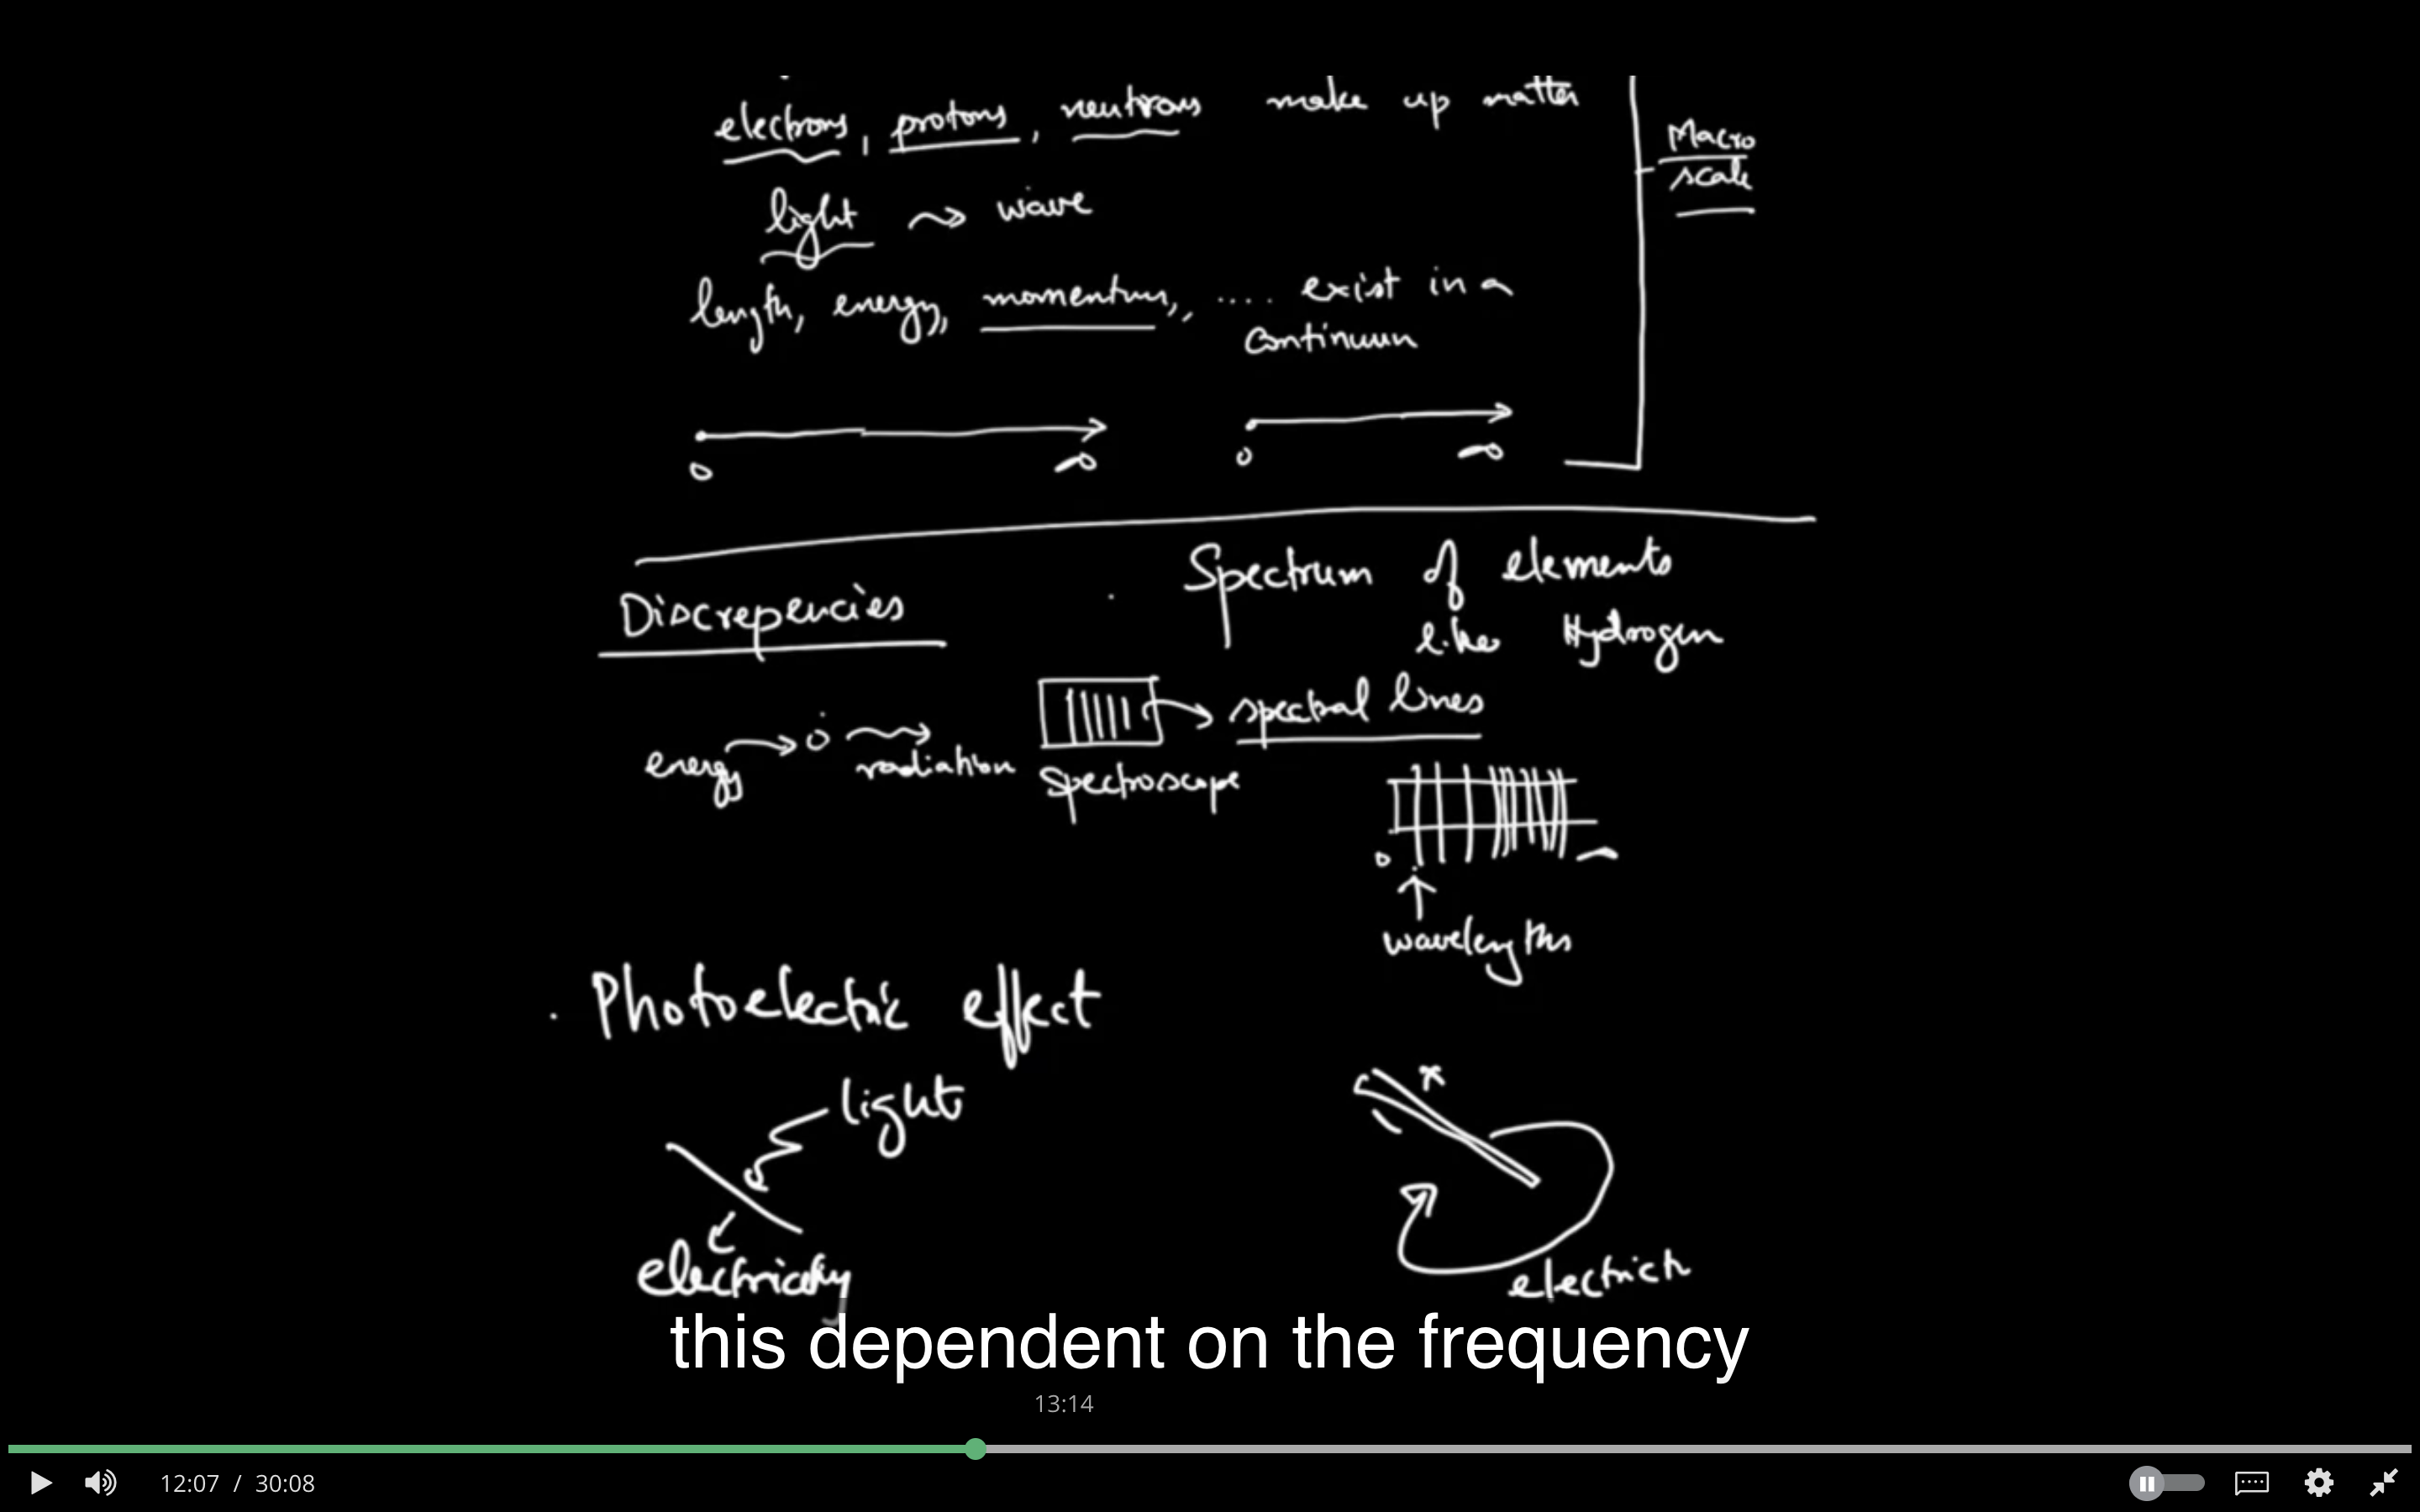 electrons, protons, neutrons make up matter
Macro
scale
light wave
length, energy, momentum, .... exist in a
continuum
0 ∞ 0 ∞
Discrepencies
· Spectrum of elements
like Hydrogen
spectral lines
energy radiation
Spectroscope
0 ∞
wavelengths
· Photoelectric effect
light
electricity
electrich
this dependent on the frequency
13:14
12:07 / 30:08